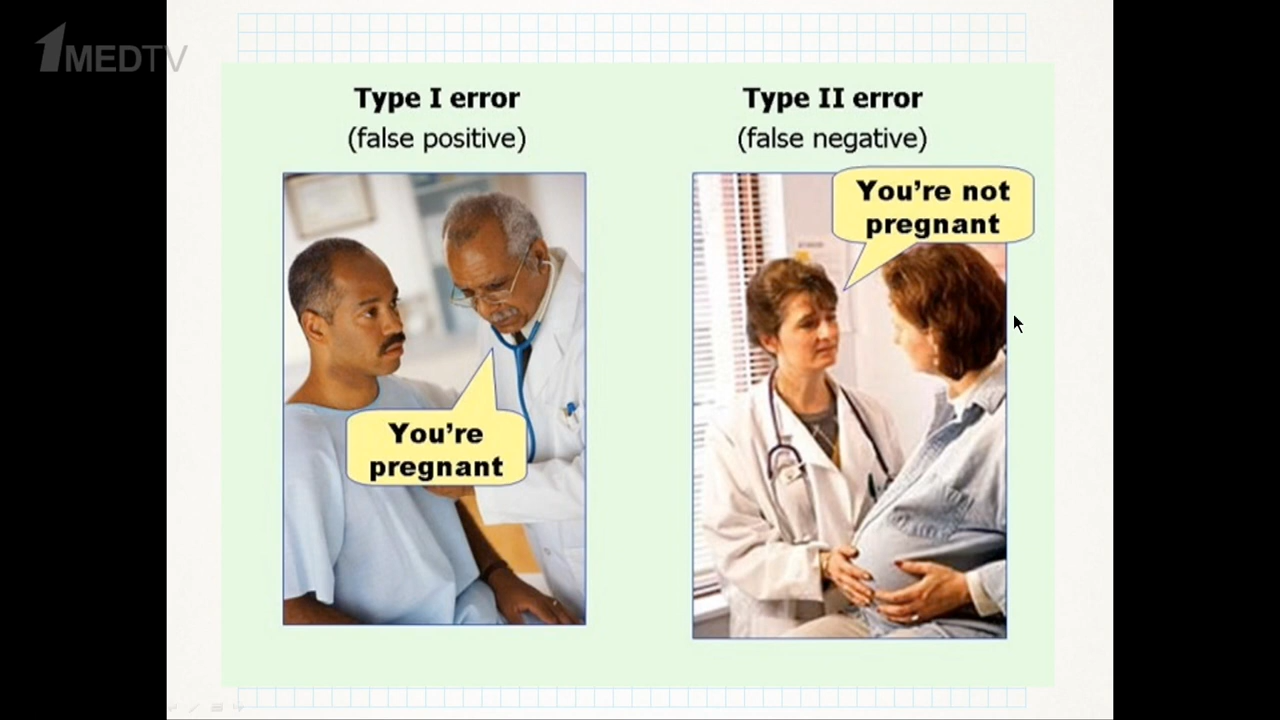 1MEDTV
Type I error
(false positive)
You're
pregnant
Type II error
(false negative)
You're not
pregnant